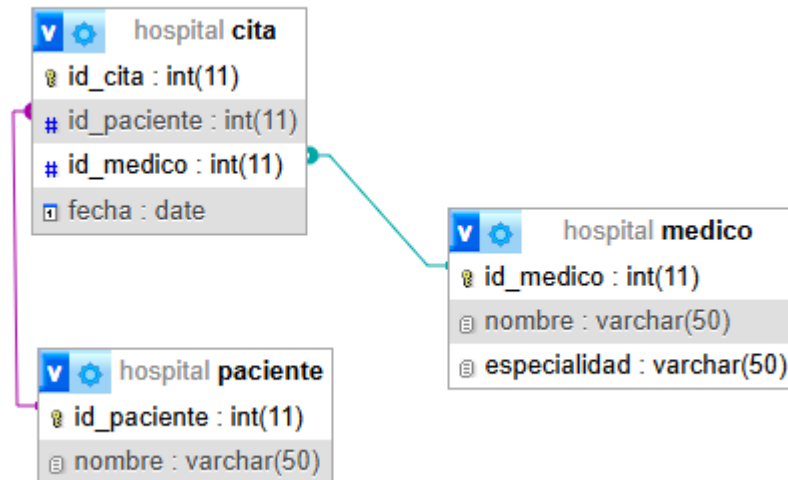 v hospital cita
id_cita : int(11)
# id_paciente : int(11)
# id_medico : int(11)
fecha : date
v hospital medico
id_medico : int(11)
nombre : varchar(50)
especialidad : varchar(50)
v hospital paciente
id_paciente : int(11)
nombre : varchar(50)